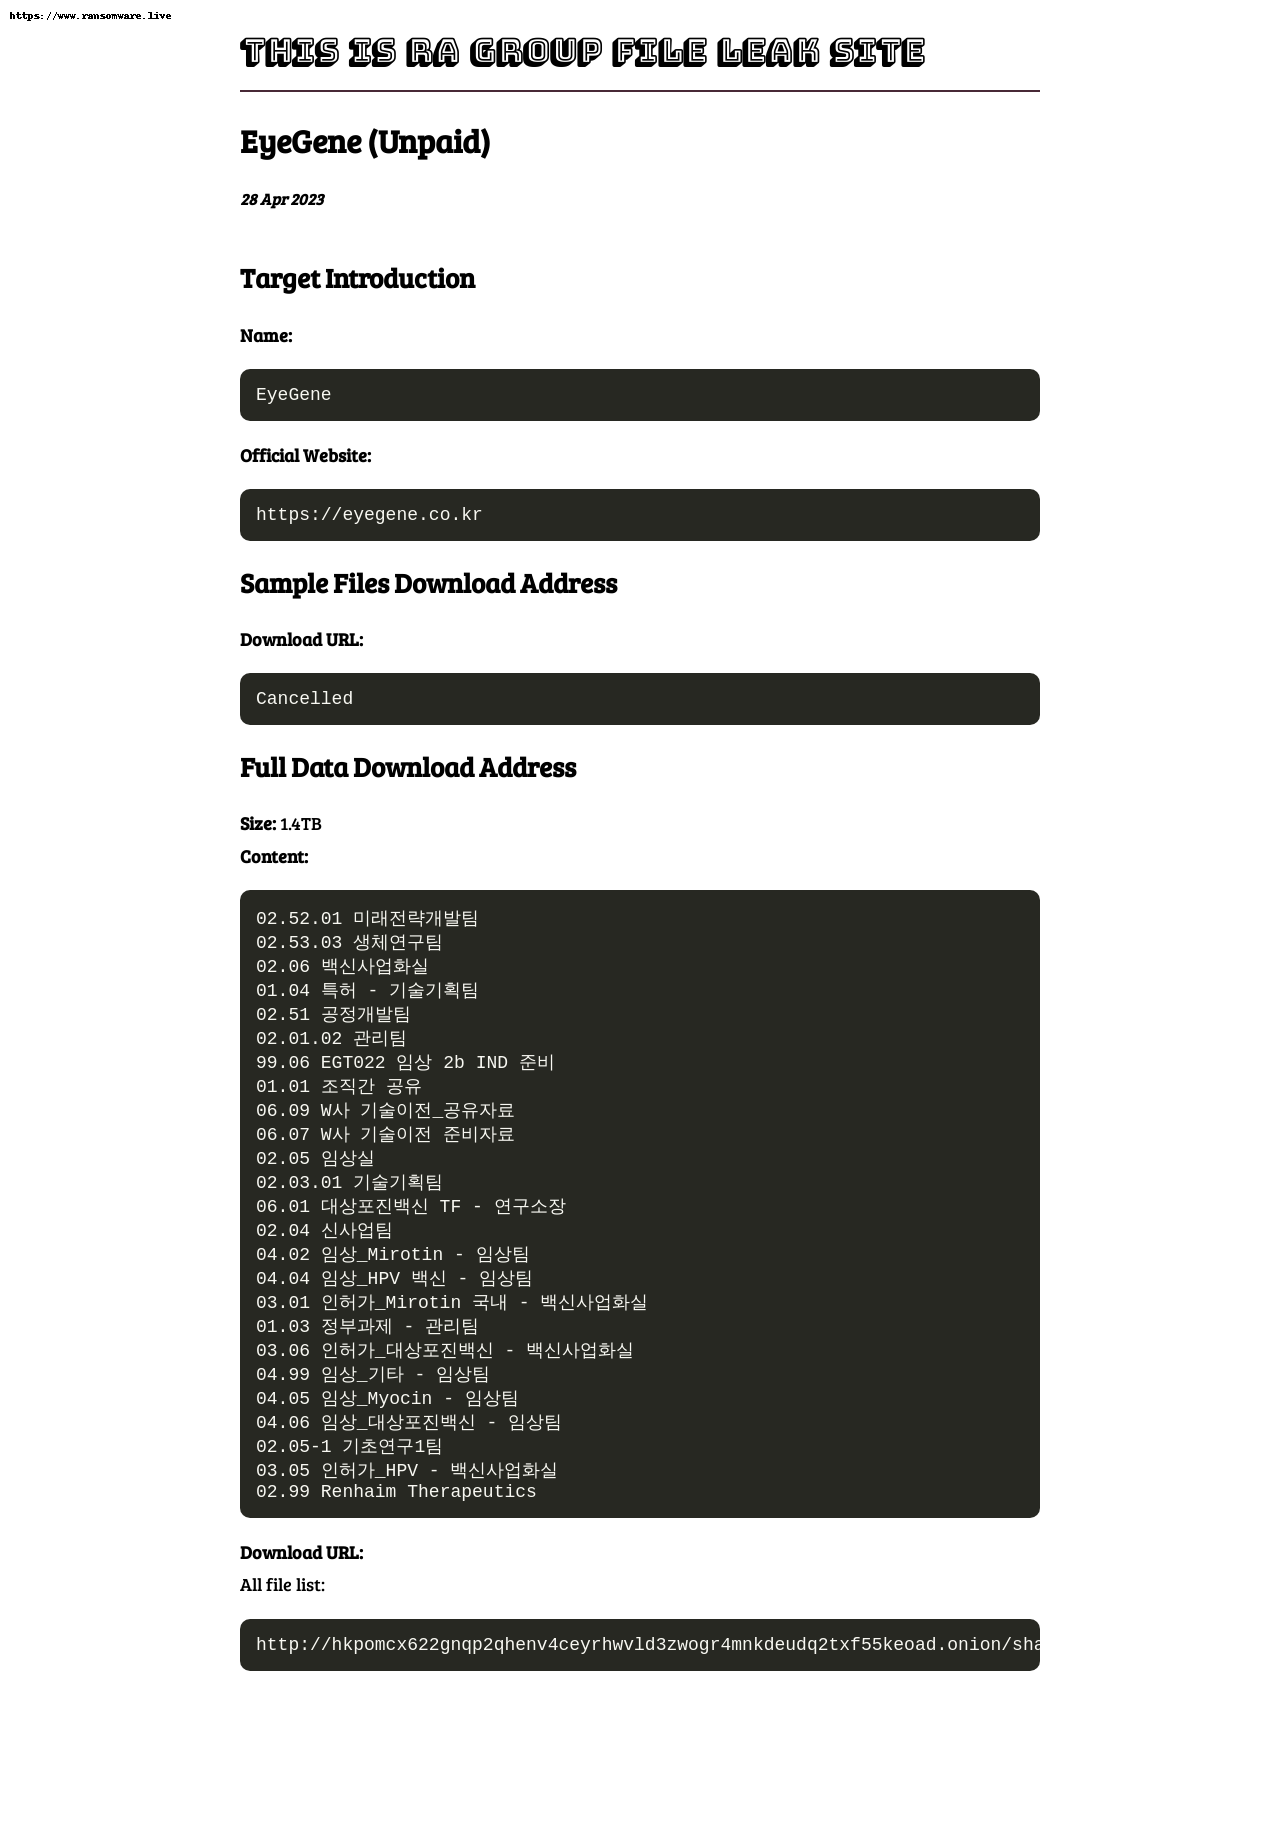 https://www.ransomware.live
THIS IS RA GROUP FILE LEAK SITE
EyeGene (Unpaid)
28 Apr 2023
Target Introduction
Name:
EyeGene
Official Website:
https://eyegene.co.kr
Sample Files Download Address
Download URL:
Cancelled
Full Data Download Address
Size: 1.4TB
Content:
02.52.01 미래전략개발팀
02.53.03 생체연구팀
02.06 백신사업화실
01.04 특허 - 기술기획팀
02.51 공정개발팀
02.01.02 관리팀
99.06 EGT022 임상 2b IND 준비
01.01 조직간 공유
06.09 W사 기술이전_공유자료
06.07 W사 기술이전 준비자료
02.05 임상실
02.03.01 기술기획팀
06.01 대상포진백신 TF - 연구소장
02.04 신사업팀
04.02 임상_Mirotin - 임상팀
04.04 임상_HPV 백신 - 임상팀
03.01 인허가_Mirotin 국내 - 백신사업화실
01.03 정부과제 - 관리팀
03.06 인허가_대상포진백신 - 백신사업화실
04.99 임상_기타 - 임상팀
04.05 임상_Myocin - 임상팀
04.06 임상_대상포진백신 - 임상팀
02.05-1 기초연구1팀
03.05 인허가_HPV - 백신사업화실
02.99 Renhaim Therapeutics
Download URL:
All file list:
http://hkpomcx622gnqp2qhenv4ceyrhwvld3zwogr4mnkdeudq2txf55keoad.onion/sha